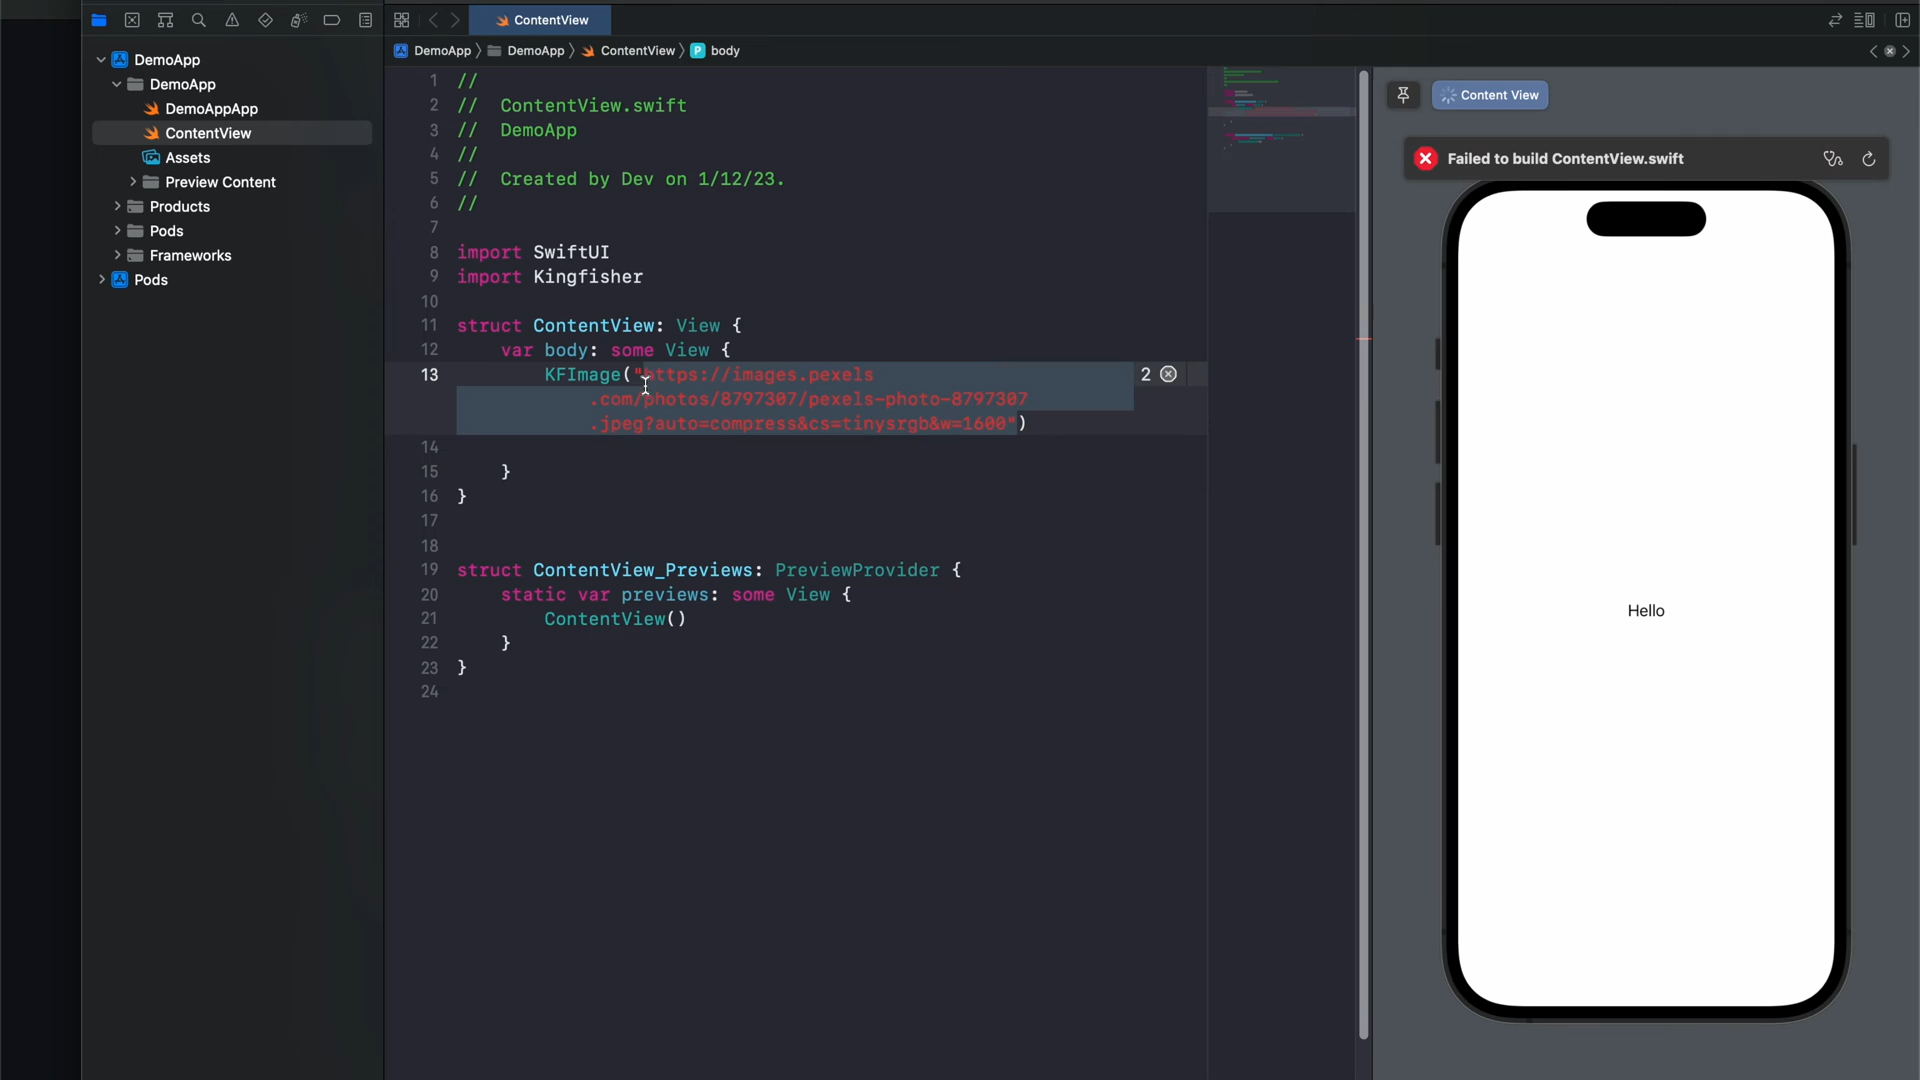 ContentView
DemoApp
DemoApp
ContentView
body
DemoApp
DemoApp
DemoAppApp
ContentView
Assets
Preview Content
Products
Pods
Frameworks
Pods
1 //
2 //  ContentView.swift
3 //  DemoApp
4 //
5 //  Created by Dev on 1/12/23.
6 //
7
8 import SwiftUI
9 import Kingfisher
10
11 struct ContentView: View {
12     var body: some View {
13         KFImage("https://images.pexels
.com/photos/8797307/pexels-photo-8797307
.jpeg?auto=compress&cs=tinysrgb&w=1600")
2
14
15     }
16 }
17
18
19 struct ContentView_Previews: PreviewProvider {
20     static var previews: some View {
21         ContentView()
22     }
23 }
24
Content View
Failed to build ContentView.swift
Hello